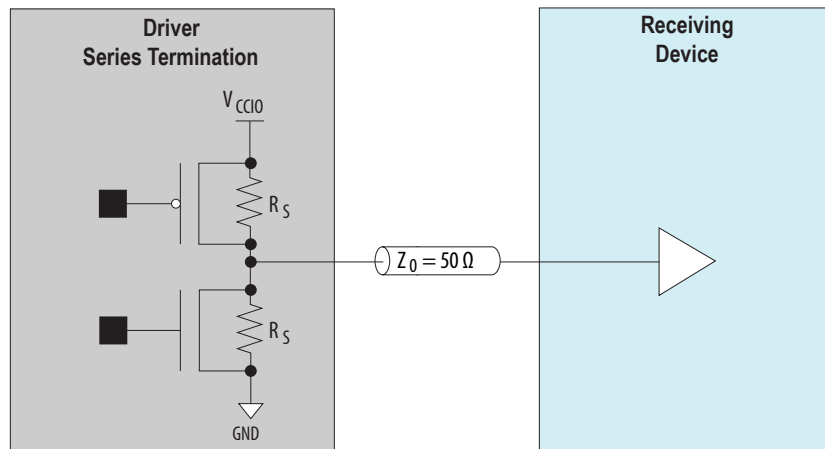 Driver
Series Termination
Receiving
Device
V CCIO
R S
Z 0 = 50 Ω
R S
GND